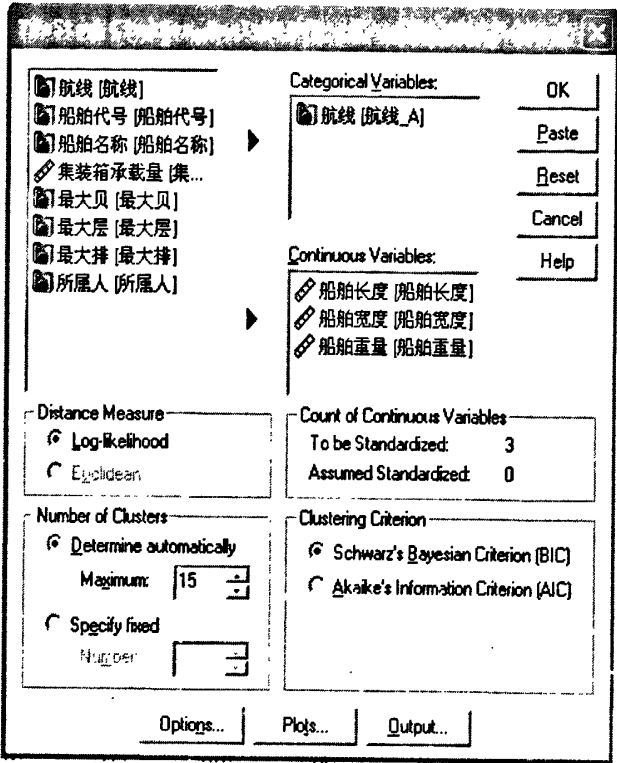 航线 [航线]
船舶代号 [船舶代号]
船舶名称 [船舶名称]
集装箱承载量 [集...
最大贝 [最大贝]
最大层 [最大层]
最大排 [最大排]
所属人 [所属人]
Categorical Variables:
航线 [航线_A]
Continuous Variables:
船舶长度 [船舶长度]
船舶宽度 [船舶宽度]
船舶重量 [船舶重量]
OK
Paste
Reset
Cancel
Help
Distance Measure
Log-likelihood
Euclidean
Count of Continuous Variables
To be Standardized: 3
Assumed Standardized: 0
Number of Clusters
Determine automatically
Maximum: 15
Specify fixed
Number:
Clustering Criterion
Schwarz's Bayesian Criterion (BIC)
Akaike's Information Criterion (AIC)
Options...
Plots...
Output...